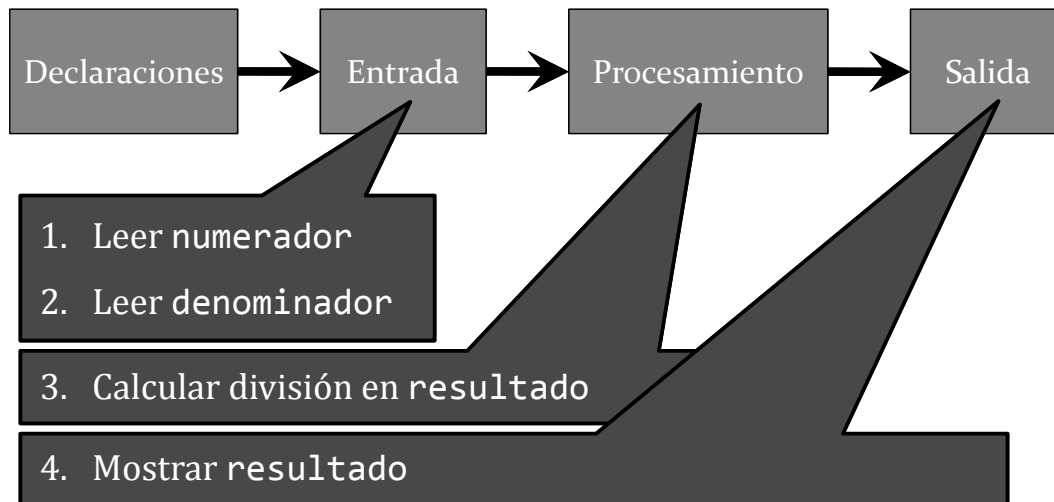 Declaraciones
Entrada
Procesamiento
Salida
1. Leer numerador
2. Leer denominador
3. Calcular división en resultado
4. Mostrar resultado